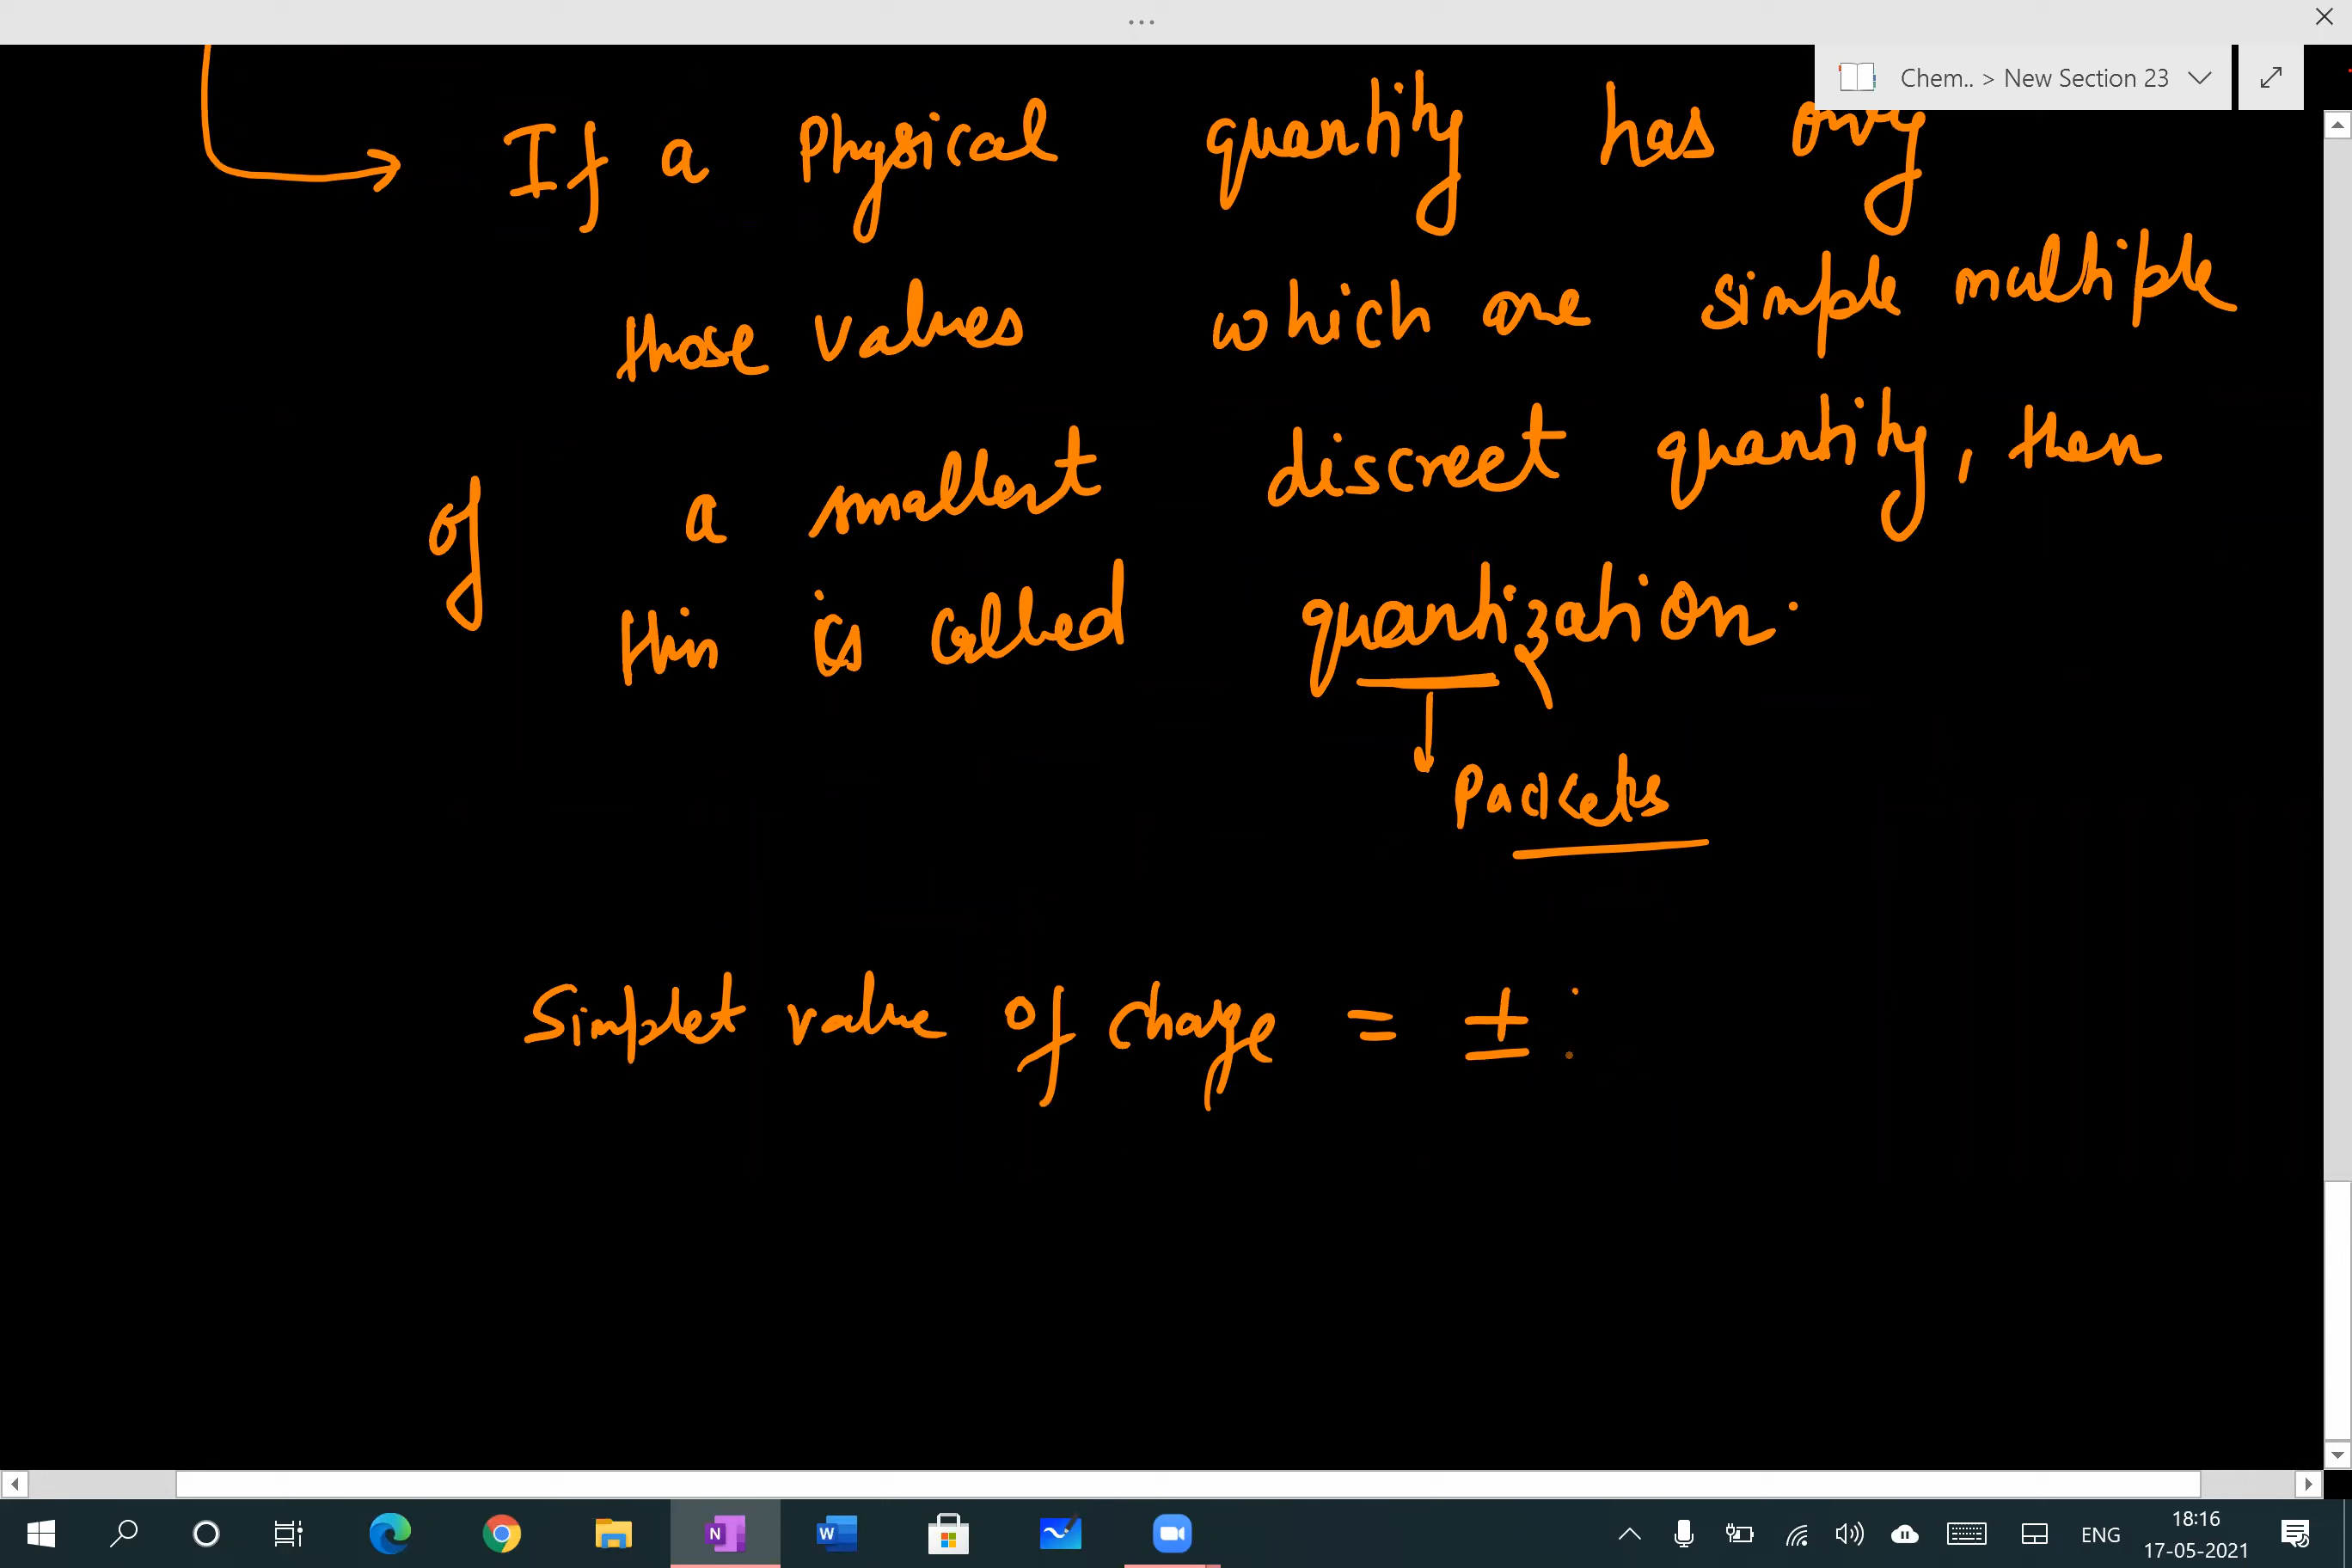 ...
Chem.. > New Section 23
If a Physical quantity has only
those values which are simple multiple
of a smallest discreet quantity, then
this is called quantization.
Packets
Simplet value of charge = ±
ENG
18:16
17-05-2021